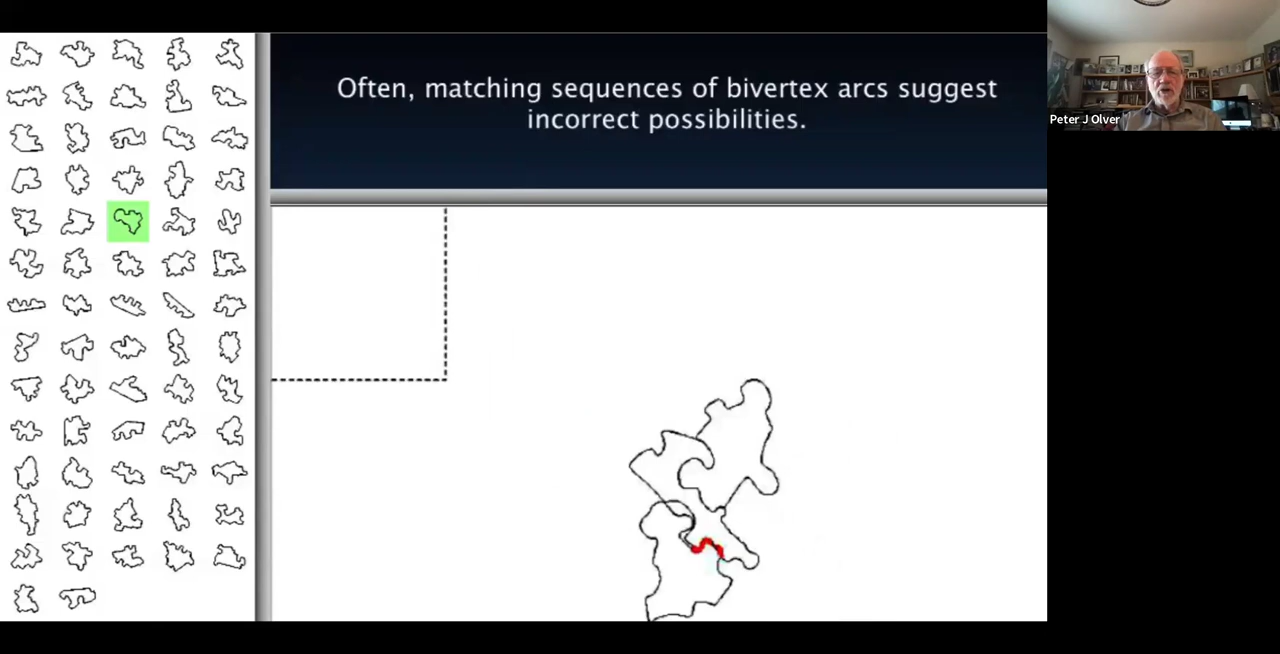 Often, matching sequences of bivertex arcs suggest
incorrect possibilities.
Peter J Olver